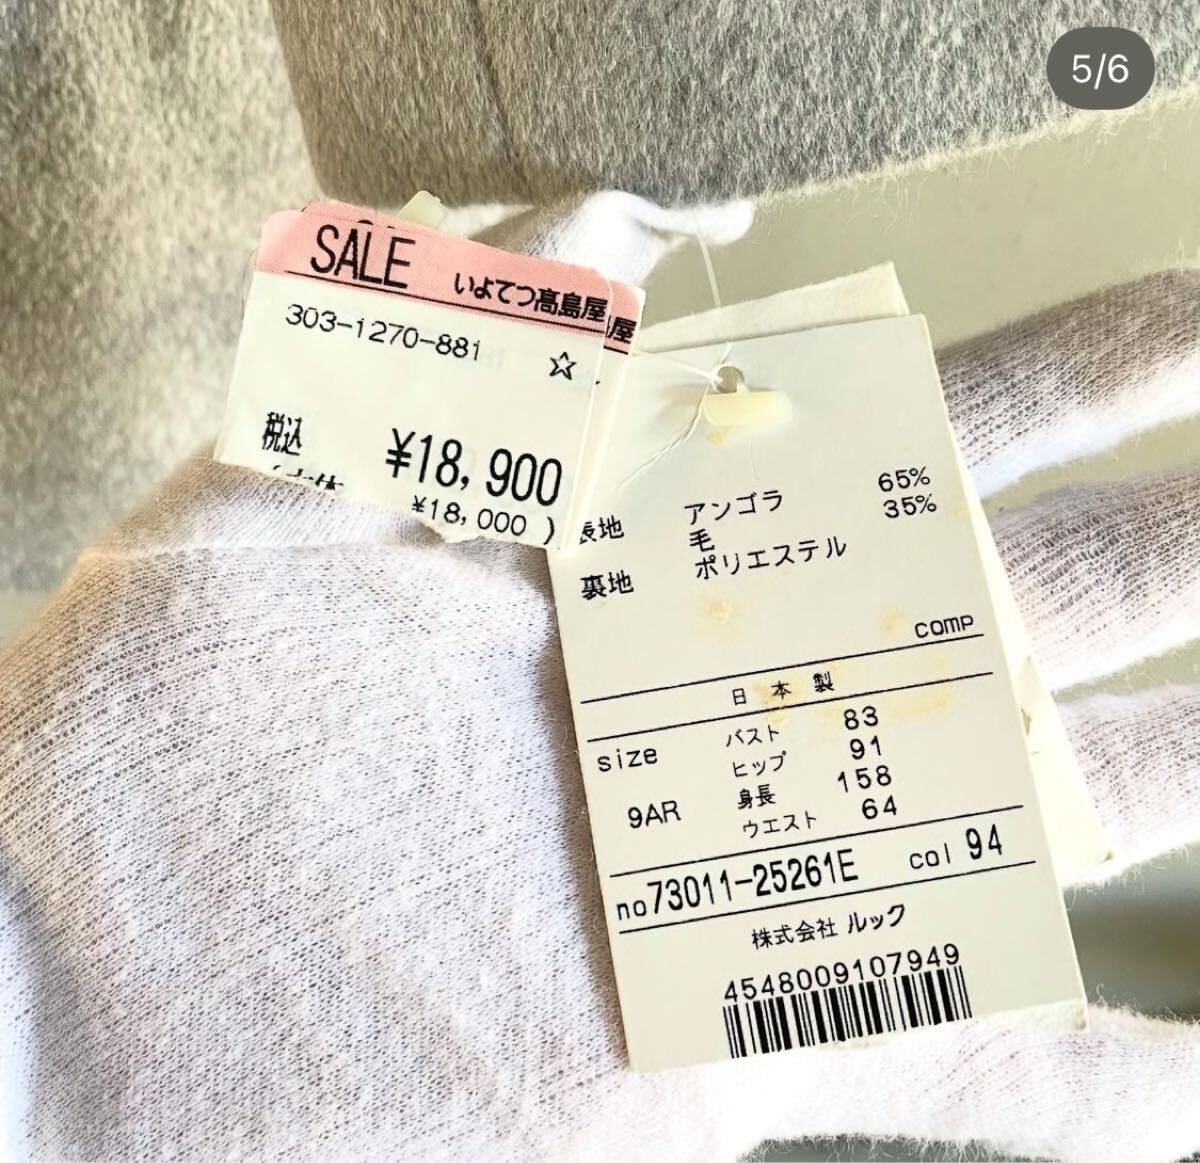 5/6
SALE いよてつ髙島屋
屋
303-1270-881 ☆
税込 ¥18,900
¥18,000 )
表地 アンゴラ 65%
毛 35%
裏地 ポリエステル
comp
日本製
size バスト 83
ヒップ 91
9AR 身長 158
ウエスト 64
no73011-25261E col 94
株式会社 ルック
4548009107949